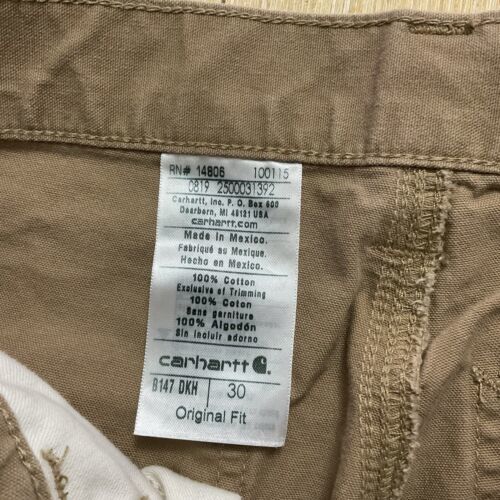 RN# 14806 100115
0819 2500031392
Carhartt, Inc. P. O. Box 600
Dearborn, MI 48121 USA
carhartt.com
Made in Mexico.
Fabriqué au Mexique.
Hecho en Mexico.
100% Cotton
Exclusive of Trimming
100% Coton
Sans garniture
100% Algodón
Sin incluir adorno
carhartt
B147 DKH 30
Original Fit